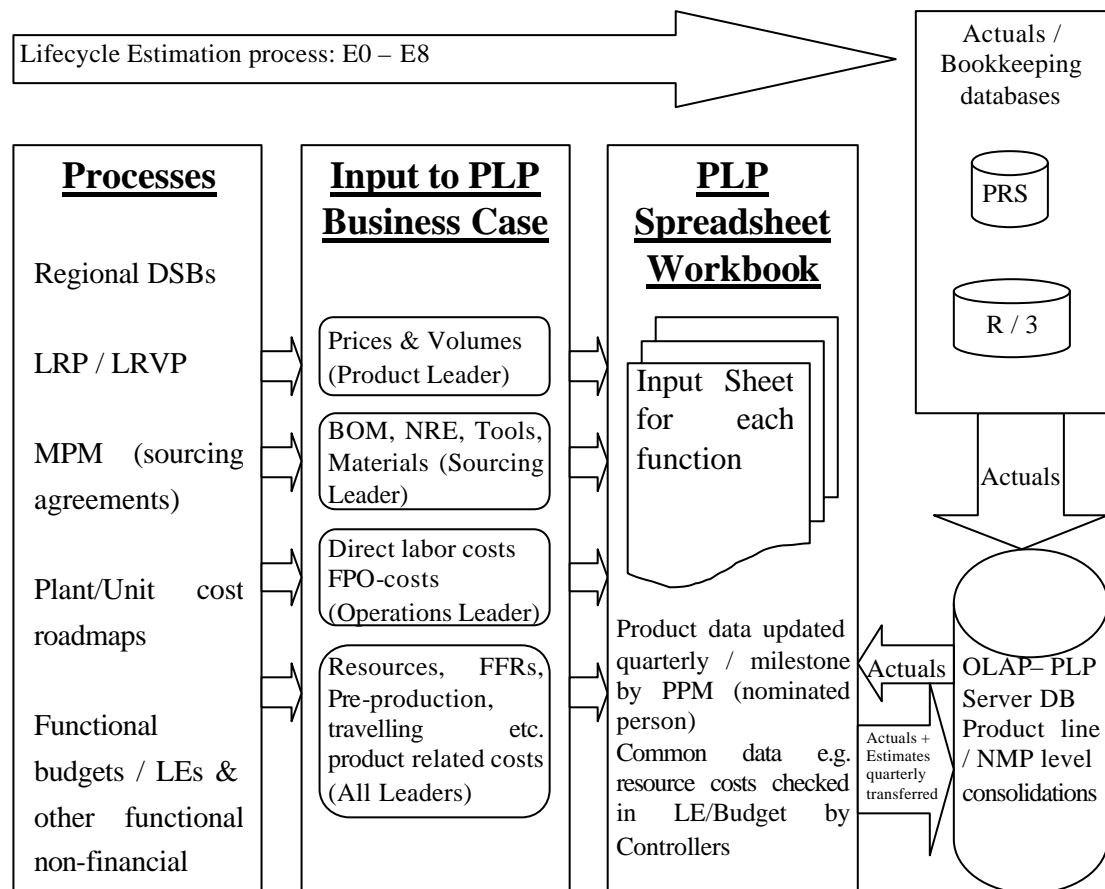 Lifecycle Estimation process: E0 – E8
Actuals /
Bookkeeping
databases
PRS
R / 3
Actuals
Processes
Regional DSBs
LRP / LRVP
MPM (sourcing
agreements)
Plant/Unit cost
roadmaps
Functional
budgets / LEs &
other functional
non-financial
Input to PLP
Business Case
Prices & Volumes
(Product Leader)
BOM, NRE, Tools,
Materials (Sourcing
Leader)
Direct labor costs
FPO-costs
(Operations Leader)
Resources, FFRs,
Pre-production,
travelling etc.
product related costs
(All Leaders)
PLP
Spreadsheet
Workbook
Input Sheet
for each
function
Product data updated
quarterly / milestone
by PPM (nominated
person)
Common data e.g.
resource costs checked
in LE/Budget by
Controllers
Actuals
Actuals +
Estimates
quarterly
transferred
OLAP– PLP
Server DB
Product line
/ NMP level
consolidations